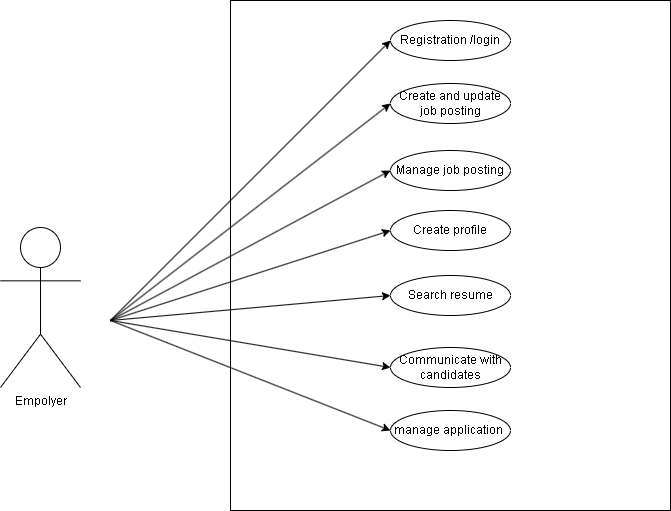 Registration /login
Create and update
job posting
Manage job posting
Create profile
Search resume
Communicate with
candidates
Empolyer
manage application